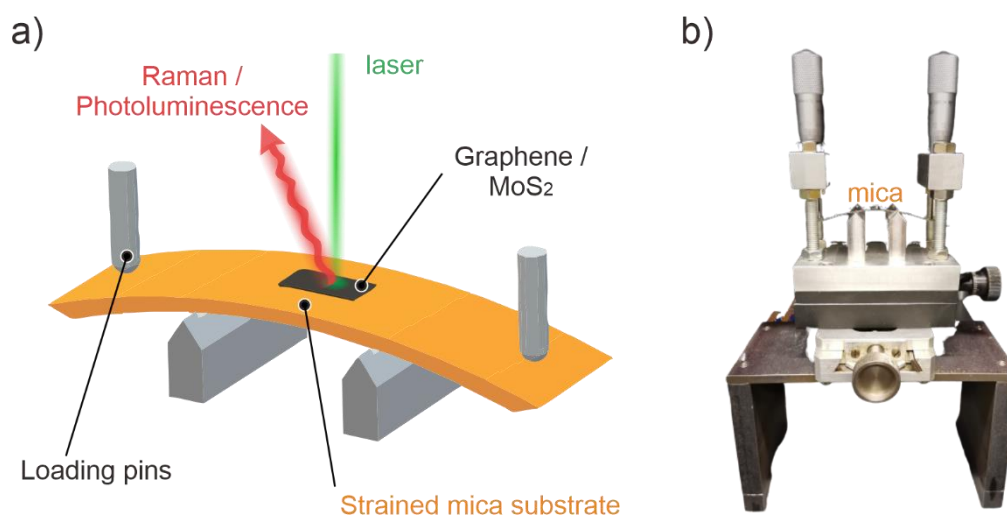 a)
laser
Raman /
Photoluminescence
Graphene /
MoS₂
Loading pins
Strained mica substrate
b)
mica